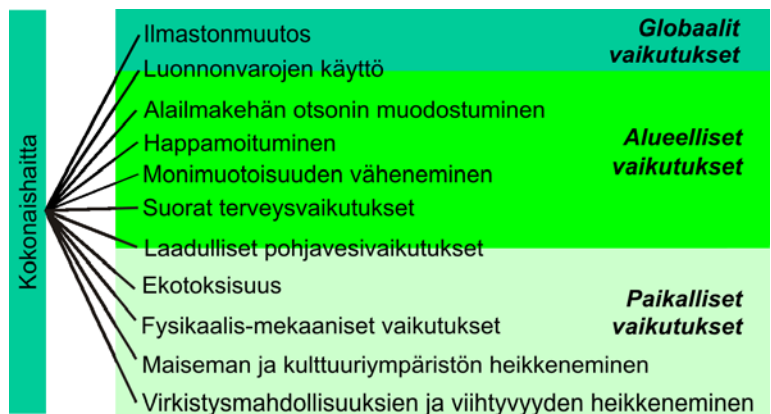 Kokonaishaitta
Ilmastonmuutos
Luonnonvarojen käyttö
Alailmakehän otsonin muodostuminen
Happamoituminen
Monimuotoisuuden väheneminen
Suorat terveysvaikutukset
Laadulliset pohjavesivaikutukset
Ekotoksisuus
Fysikaalis-mekaaniset vaikutukset
Maiseman ja kulttuuriympäristön heikkeneminen
Virkistysmahdollisuuksien ja viihtyvyyden heikkeneminen
Globaalit
vaikutukset
Alueelliset
vaikutukset
Paikalliset
vaikutukset